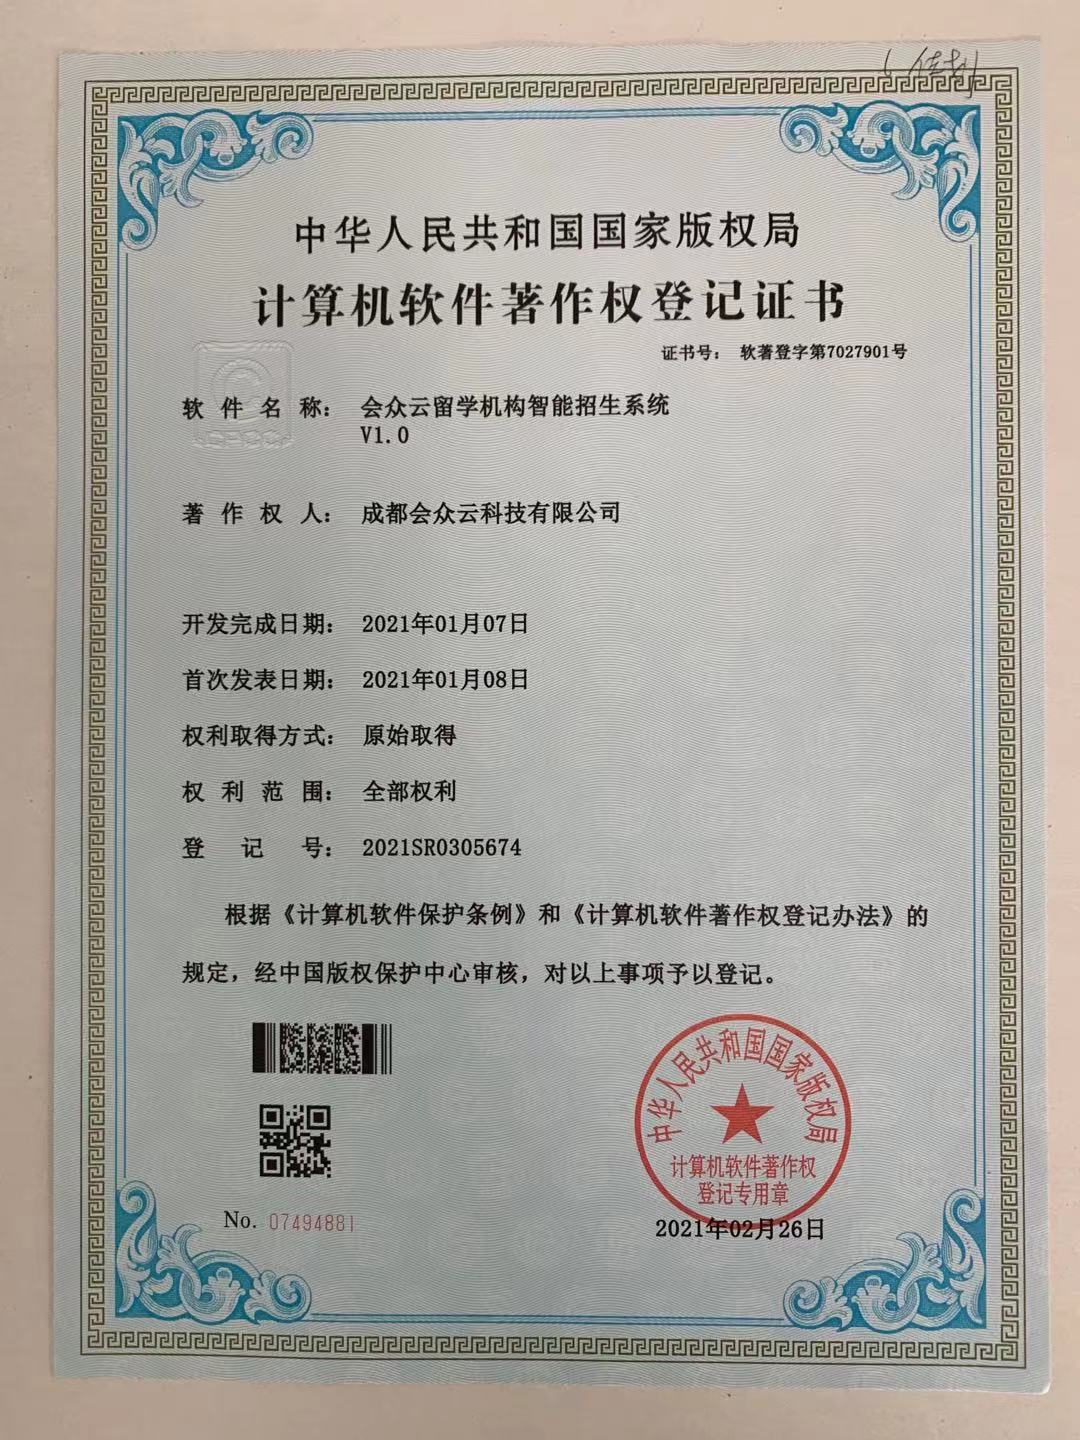 中华人民共和国国家版权局
计算机软件著作权登记证书
证书号： 软著登字第7027901号
软件名称： 会众云留学机构智能招生系统
V1.0
著作权人： 成都会众云科技有限公司
开发完成日期： 2021年01月07日
首次发表日期： 2021年01月08日
权利取得方式： 原始取得
权利范围： 全部权利
登记号： 2021SR0305674
根据《计算机软件保护条例》和《计算机软件著作权登记办法》的
规定，经中国版权保护中心审核，对以上事项予以登记。
中华人民共和国国家版权局
计算机软件著作权
登记专用章
No. 07494881
2021年02月26日